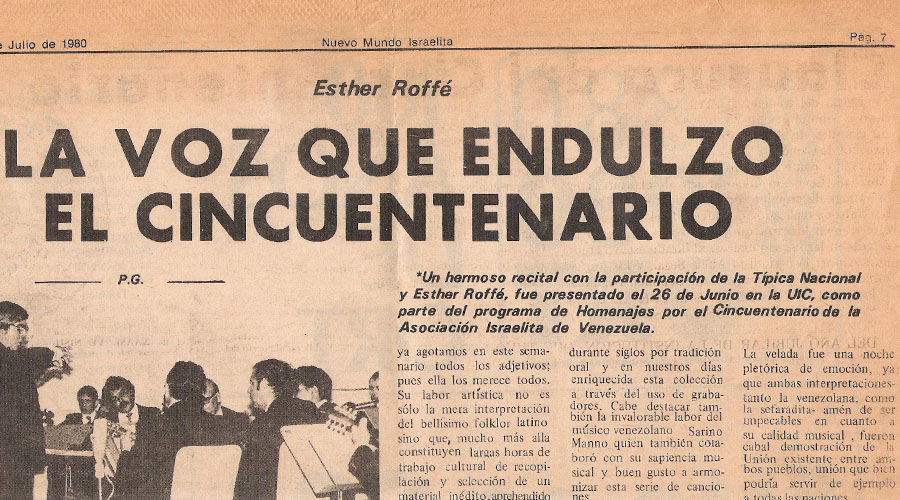 e Julio de 1980
Nuevo Mundo Israelita
Pág. 7
Esther Roffé
LA VOZ QUE ENDULZO
EL CINCUENTENARIO
P.G.
*Un hermoso recital con la participación de la Típica Nacional
y Esther Roffé, fue presentado el 26 de Junio en la UIC, como
parte del programa de Homenajes por el Cincuentenario de la
Asociación Israelita de Venezuela.
ya agotamos en este sema-
nario todos los adjetivos;
pues ella los merece todos.
Su labor artística no es
sólo la mera interpretación
del bellísimo folklor latino
sino que, mucho más alla
constituyen largas horas de
trabajo cultural de recopi-
lación y selección de un
material inédito aprehendido
durante siglos por tradición
oral y en nuestros días
enriquecida esta colección
a través del uso de graba-
dores. Cabe destacar tam-
bién la invalorable labor del
músico venezolano Sarino
Manno quien también cola-
boró con su sapiencia mu-
sical y buen gusto a armo-
nizar esta serie de cancio-
nes
La velada fue una noche
pletórica de emoción, ya
que ambas interpretaciones
tanto la venezolana, como
la sefaradita- amén de ser
impecables en cuanto a
su calidad musical , fueron
cabal demostración de la
Unión existente entre am-
bos pueblos, unión que bien
podría servir de ejemplo
a todas las naciones